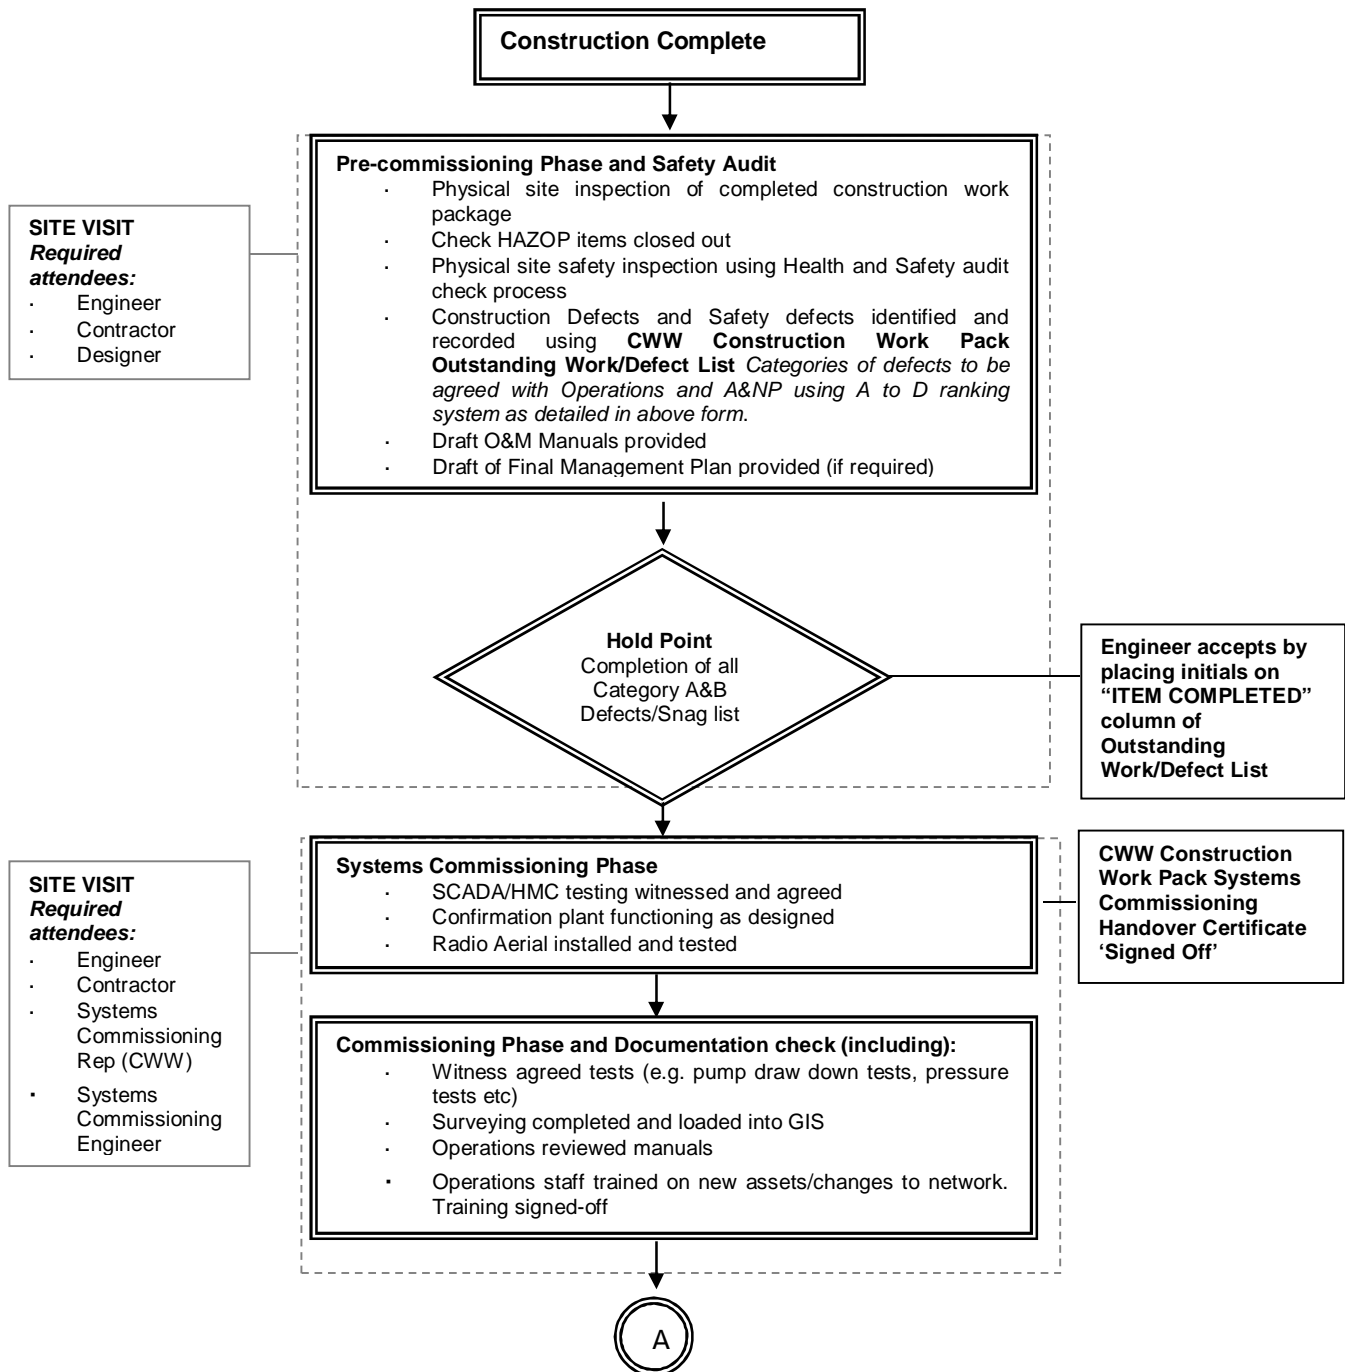 Construction Complete
Pre-commissioning Phase and Safety Audit
· Physical site inspection of completed construction work
package
· Check HAZOP items closed out
· Physical site safety inspection using Health and Safety audit
check process
· Construction Defects and Safety defects identified and
recorded using CWW Construction Work Pack
Outstanding Work/Defect List Categories of defects to be
agreed with Operations and A&NP using A to D ranking
system as detailed in above form.
· Draft O&M Manuals provided
· Draft of Final Management Plan provided (if required)
SITE VISIT
Required
attendees:
· Engineer
· Contractor
· Designer
Hold Point
Completion of all
Category A&B
Defects/Snag list
Engineer accepts by
placing initials on
“ITEM COMPLETED”
column of
Outstanding
Work/Defect List
Systems Commissioning Phase
· SCADA/HMC testing witnessed and agreed
· Confirmation plant functioning as designed
· Radio Aerial installed and tested
CWW Construction
Work Pack Systems
Commissioning
Handover Certificate
‘Signed Off’
SITE VISIT
Required
attendees:
· Engineer
· Contractor
· Systems
Commissioning
Rep (CWW)
· Systems
Commissioning
Engineer
Commissioning Phase and Documentation check (including):
· Witness agreed tests (e.g. pump draw down tests, pressure
tests etc)
· Surveying completed and loaded into GIS
· Operations reviewed manuals
· Operations staff trained on new assets/changes to network.
Training signed-off
A